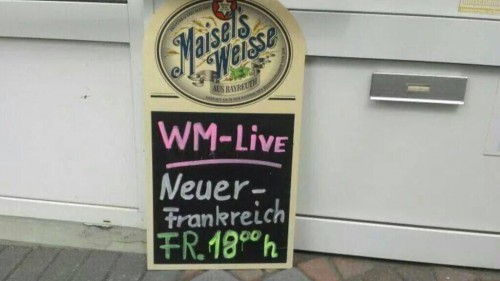 Maisel's
Weisse
AUS BAYREUTH
WM-LIVE
Neuer-
Frankreich
FR. 18⁰⁰ h